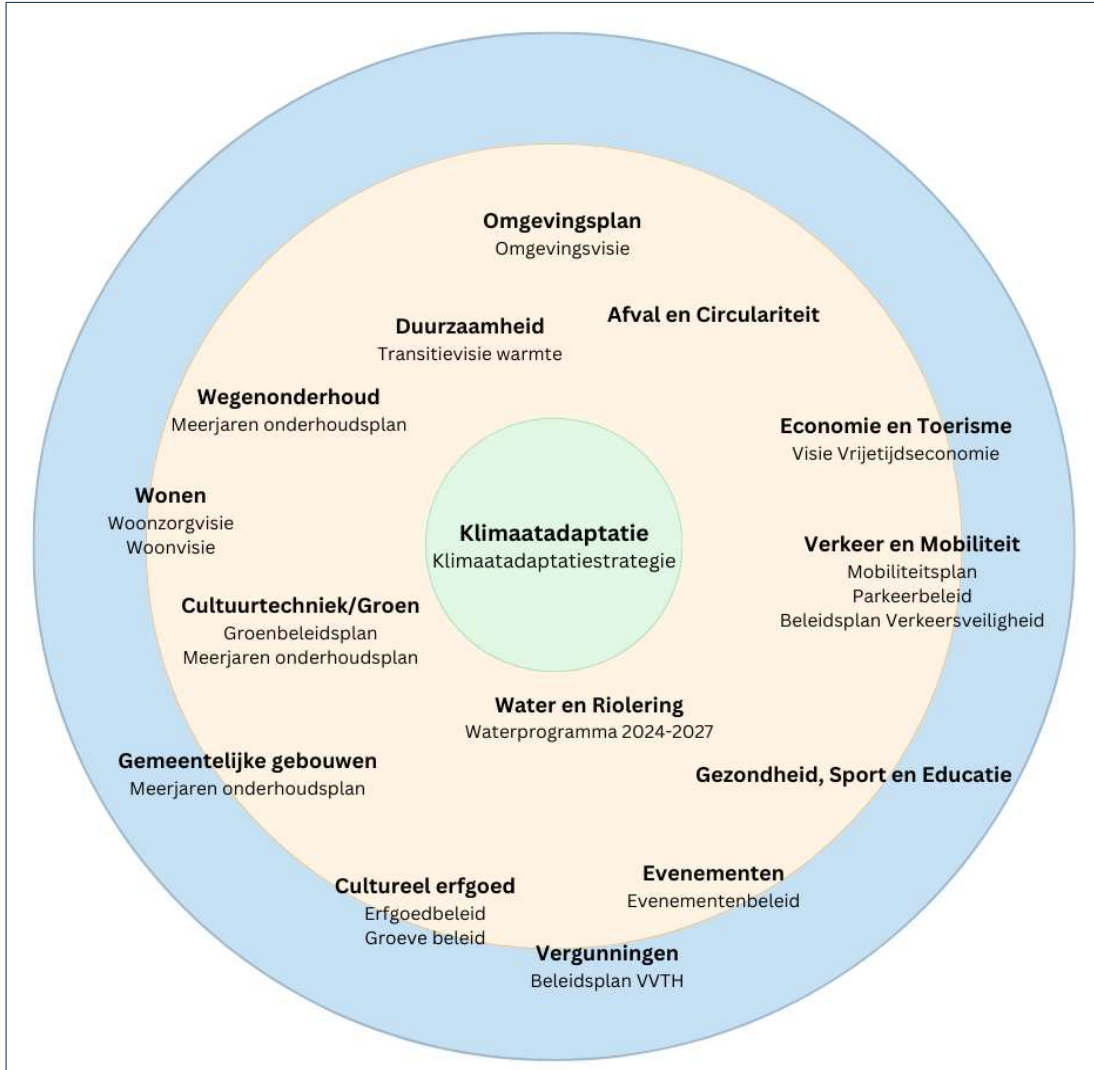 Omgevingsplan
Omgevingsvisie
Afval en Circulariteit
Duurzaamheid
Transitievisie warmte
Wegenonderhoud
Meerjaren onderhoudsplan
Economie en Toerisme
Visie Vrijetijdseconomie
Wonen
Woonzorgvisie
Woonvisie
Klimaatadaptatie
Klimaatadaptatiestrategie
Verkeer en Mobiliteit
Mobiliteitsplan
Parkeerbeleid
Beleidsplan Verkeersveiligheid
Cultuurtechniek/Groen
Groenbeleidsplan
Meerjaren onderhoudsplan
Water en Riolering
Waterprogramma 2024-2027
Gemeentelijke gebouwen
Meerjaren onderhoudsplan
Gezondheid, Sport en Educatie
Cultureel erfgoed
Erfgoedbeleid
Groeve beleid
Evenementen
Evenementenbeleid
Vergunningen
Beleidsplan VVTH